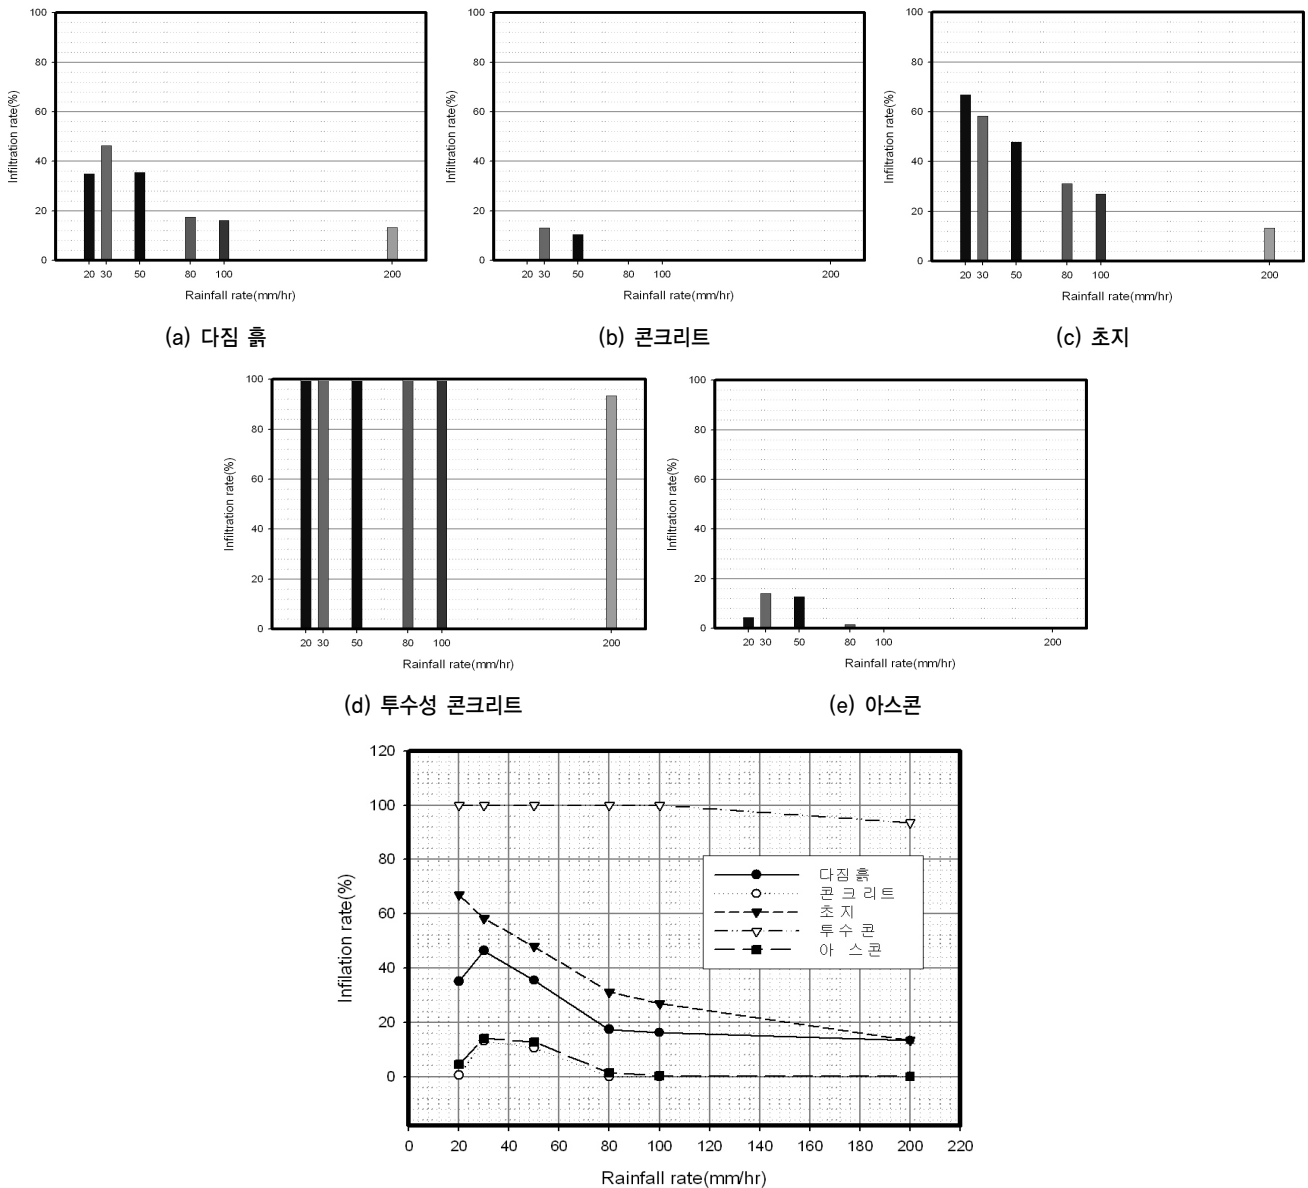 100
80
60
40
20
0
Infiltration rate(%)
20 30 50 80 100 200
Rainfall rate(mm/hr)
(a) 다짐 흙
100
80
60
40
20
0
Infiltration rate(%)
20 30 50 80 100 200
Rainfall rate(mm/hr)
(b) 콘크리트
100
80
60
40
20
0
Infiltration rate(%)
20 30 50 80 100 200
Rainfall rate(mm/hr)
(c) 초지
100
80
60
40
20
0
Infiltration rate(%)
20 30 50 80 100 200
Rainfall rate(mm/hr)
(d) 투수성 콘크리트
100
80
60
40
20
0
Infiltration rate(%)
20 30 50 80 100 200
Rainfall rate(mm/hr)
(e) 아스콘
120
100
80
60
40
20
0
Infilation rate(%)
다짐흙
콘 크 리트
초 지
투수 콘
아 스콘
0 20 40 60 80 100 120 140 160 180 200 220
Rainfall rate(mm/hr)